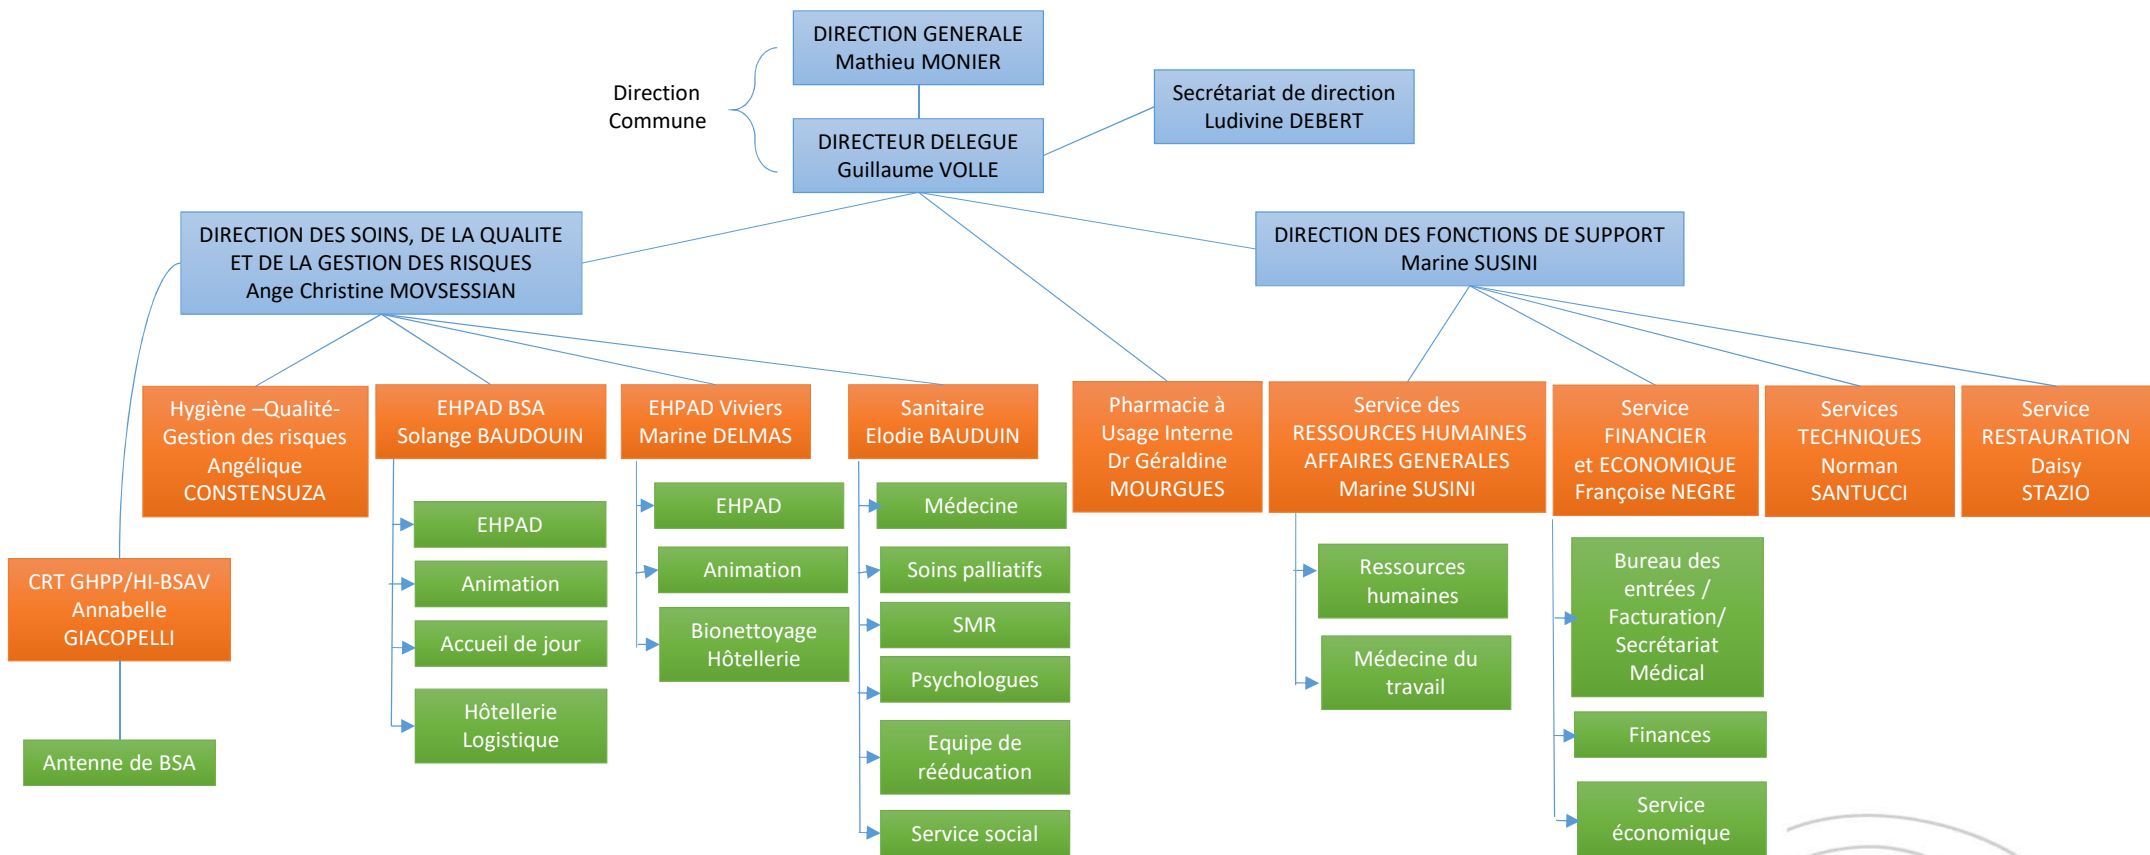 DIRECTION GENERALE
Mathieu MONIER
Direction
Commune
Secrétariat de direction
Ludivine DEBERT
DIRECTEUR DELEGUE
Guillaume VOLLE
DIRECTION DES SOINS, DE LA QUALITE
ET DE LA GESTION DES RISQUES
Ange Christine MOVSESSIAN
DIRECTION DES FONCTIONS DE SUPPORT
Marine SUSINI
Hygiène –Qualité-
Gestion des risques
Angélique
CONSTENSUZA
EHPAD BSA
Solange BAUDOUIN
EHPAD Viviers
Marine DELMAS
Sanitaire
Elodie BAUDUIN
Pharmacie à
Usage Interne
Dr Géraldine
MOURGUES
Service des
RESSOURCES HUMAINES
AFFAIRES GENERALES
Marine SUSINI
Service
FINANCIER
et ECONOMIQUE
Françoise NEGRE
Services
TECHNIQUES
Norman
SANTUCCI
Service
RESTAURATION
Daisy
STAZIO
CRT GHPP/HI-BSAV
Annabelle
GIACOPELLI
Antenne de BSA
EHPAD
Animation
Accueil de jour
Hôtellerie
Logistique
EHPAD
Animation
Bionettoyage
Hôtellerie
Médecine
Soins palliatifs
SMR
Psychologues
Equipe de
rééducation
Service social
Ressources
humaines
Médecine du
travail
Bureau des
entrées /
Facturation/
Secrétariat
Médical
Finances
Service
économique